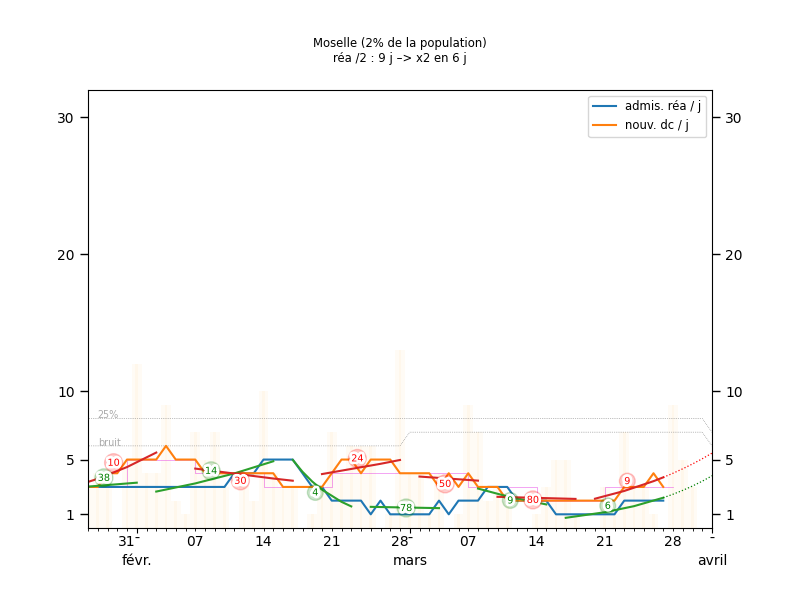 Moselle (2% de la population)
réa /2 : 9 j –> x2 en 6 j
admis. réa / j
nouv. dc / j
30 30
20 20
10 10
25%
bruit
5 5
1 1
38 10 14 30 4 24 78 50 9 80 6 9
31 07 14 21 28 07 14 21 28
févr. mars avril